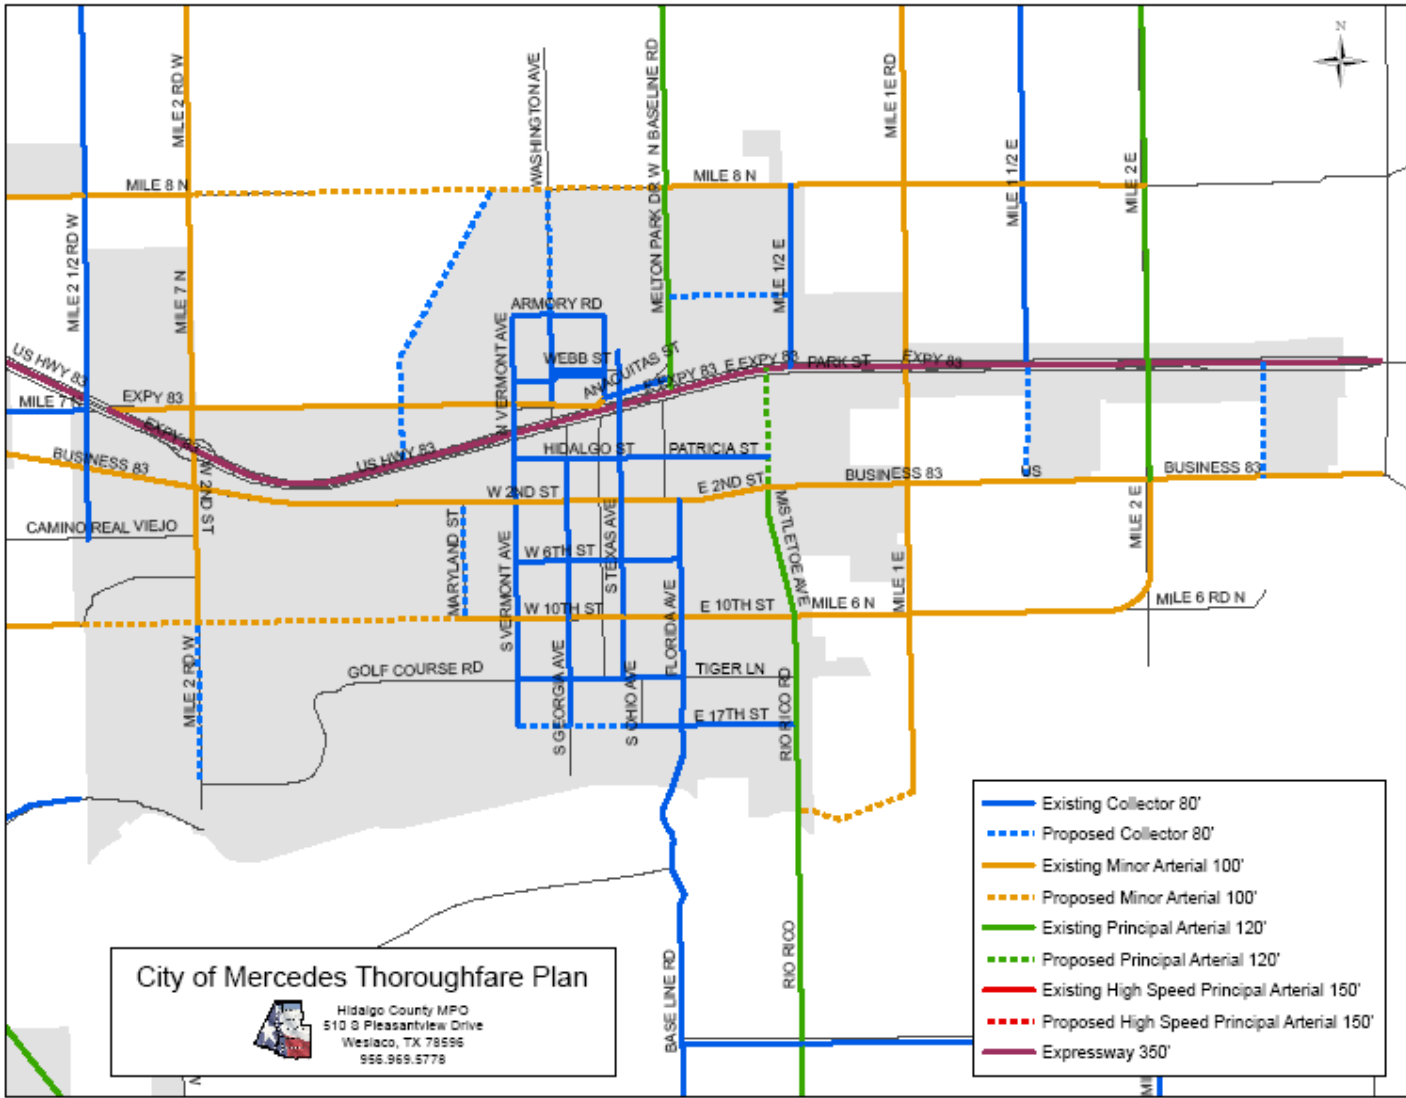 N
MILE 2 RD W
WASHINGTON AVE
MELTON PARK DR W N BASELINE RD
MILE 1 E RD
MILE 1 1/2 E
MILE 2 E
MILE 8 N
MILE 8 N
MILE 2 1/2 RD W
MILE 7 N
MILE 1/2 E
ARMORY RD
N VERMONT AVE
WEBB ST
ANACUITAS ST
US HWY 83
EXPY 83
E EXPY 83
PARK ST
EXPY 83
MILE 7 N
EXPY 83
EXPY 83
US HWY 83
HIDALGO ST
PATRICIA ST
BUSINESS 83
W 2ND ST
W 2ND ST
E 2ND ST
BUSINESS 83
US
BUSINESS 83
CAMINO REAL VIEJO
MARYLAND ST
S VERMONT AVE
W 6TH ST
S TEXAS AVE
MISTLETOE AVE
MILE 1 E
MILE 2 E
W 10TH ST
FLORIDA AVE
E 10TH ST
MILE 6 N
MILE 6 RD N
MILE 2 RD W
GOLF COURSE RD
S GEORGIA AVE
S OHIO AVE
TIGER LN
E 17TH ST
RIO RICO RD
BASE LINE RD
RIO RICO
Existing Collector 80'
Proposed Collector 80'
Existing Minor Arterial 100'
Proposed Minor Arterial 100'
Existing Principal Arterial 120'
Proposed Principal Arterial 120'
Existing High Speed Principal Arterial 150'
Proposed High Speed Principal Arterial 150'
Expressway 350'
City of Mercedes Thoroughfare Plan
Hidalgo County MPO
510 S Pleasantview Drive
Weslaco, TX 78596
956.969.5778